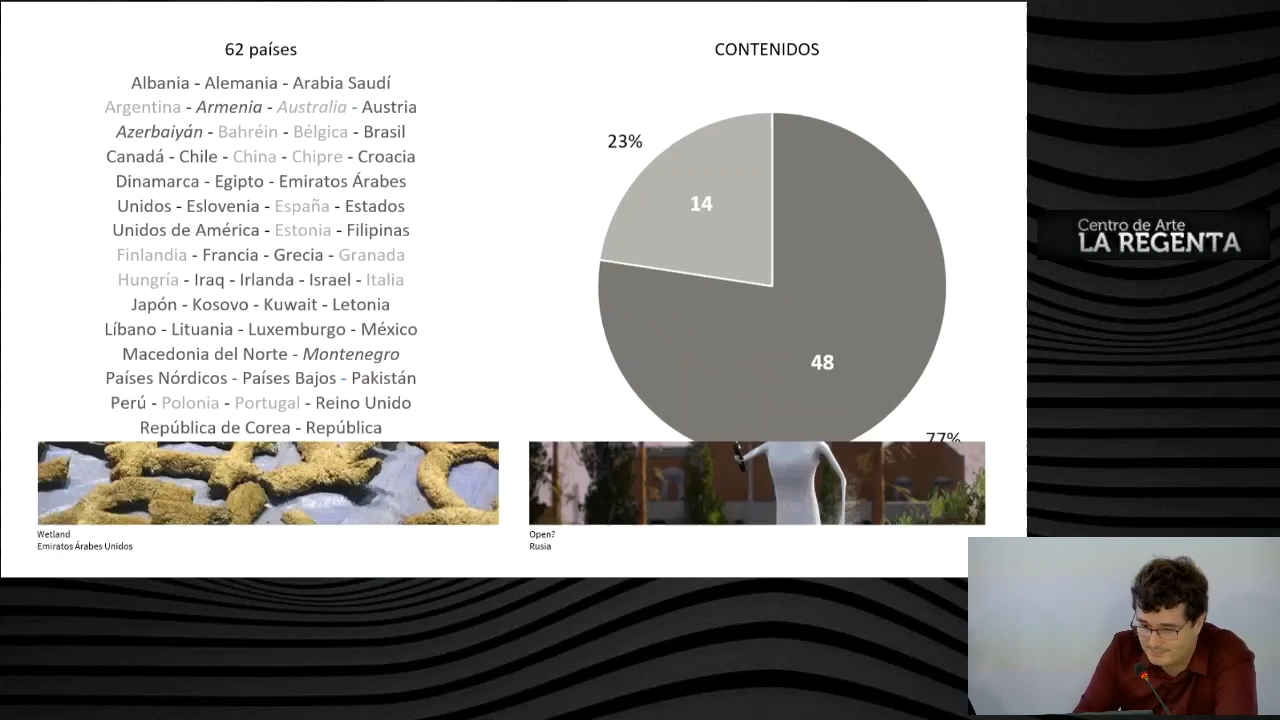 62 países
Albania - Alemania - Arabia Saudí
Argentina - Armenia - Australia - Austria
Azerbaiyán - Bahréin - Bélgica - Brasil
Canadá - Chile - China - Chipre - Croacia
Dinamarca - Egipto - Emiratos Árabes
Unidos - Eslovenia - España - Estados
Unidos de América - Estonia - Filipinas
Finlandia - Francia - Grecia - Granada
Hungría - Iraq - Irlanda - Israel - Italia
Japón - Kosovo - Kuwait - Letonia
Líbano - Lituania - Luxemburgo - México
Macedonia del Norte - Montenegro
Países Nórdicos - Países Bajos - Pakistán
Perú - Polonia - Portugal - Reino Unido
República de Corea - República
Wetland
Emiratos Árabes Unidos
CONTENIDOS
23%
14
48
77%
Open?
Rusia
Centro de Arte
LA REGENTA